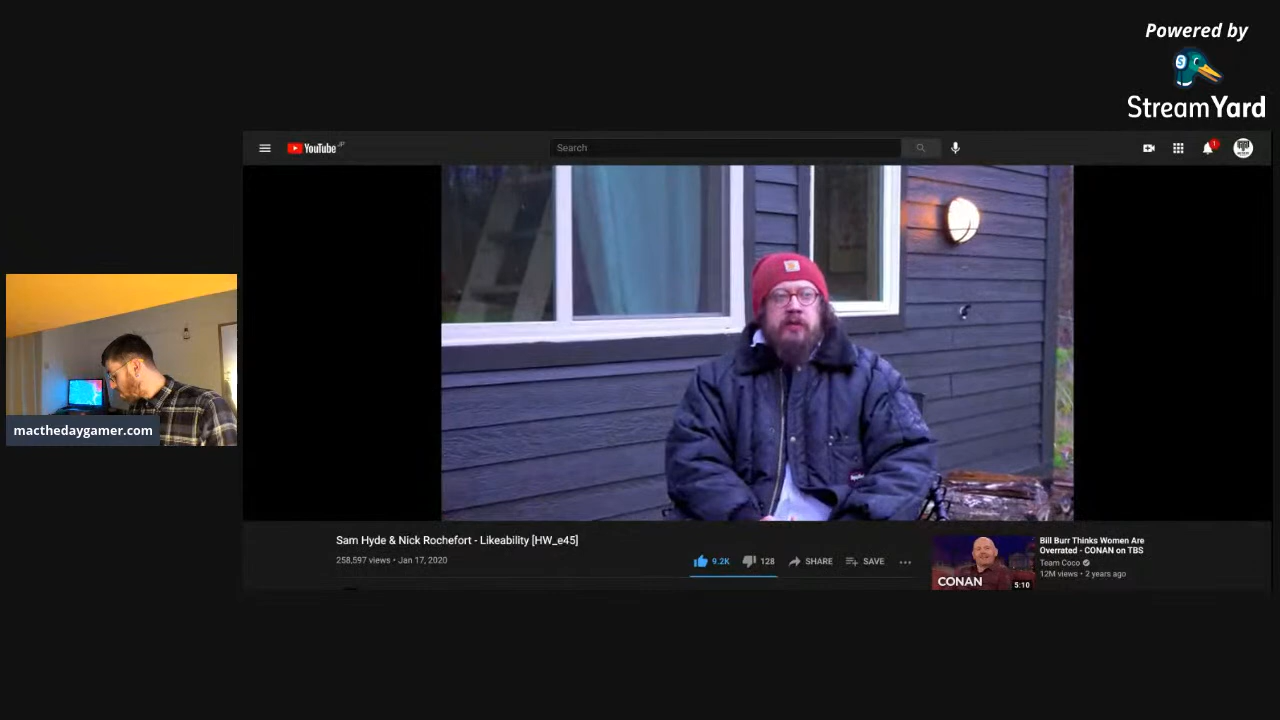 Powered by
StreamYard
YouTube JP
Search
1
macthedaygamer.com
Sam Hyde & Nick Rochefort - Likeability [HW_e45]
258,597 views • Jan 17, 2020
9.2K
128
SHARE
SAVE
CONAN
5:10
Bill Burr Thinks Women Are
Overrated - CONAN on TBS
Team Coco
12M views • 2 years ago